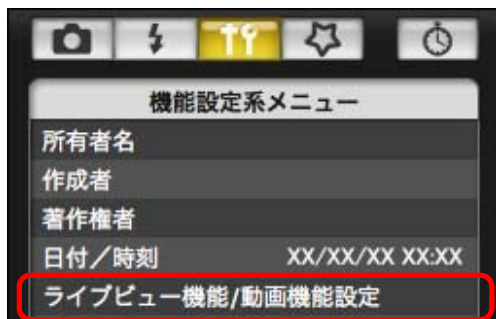 機能設定系メニュー
所有者名
作成者
著作権者
日付／時刻 XX/XX/XX XX:XX
ライブビュー機能/動画機能設定